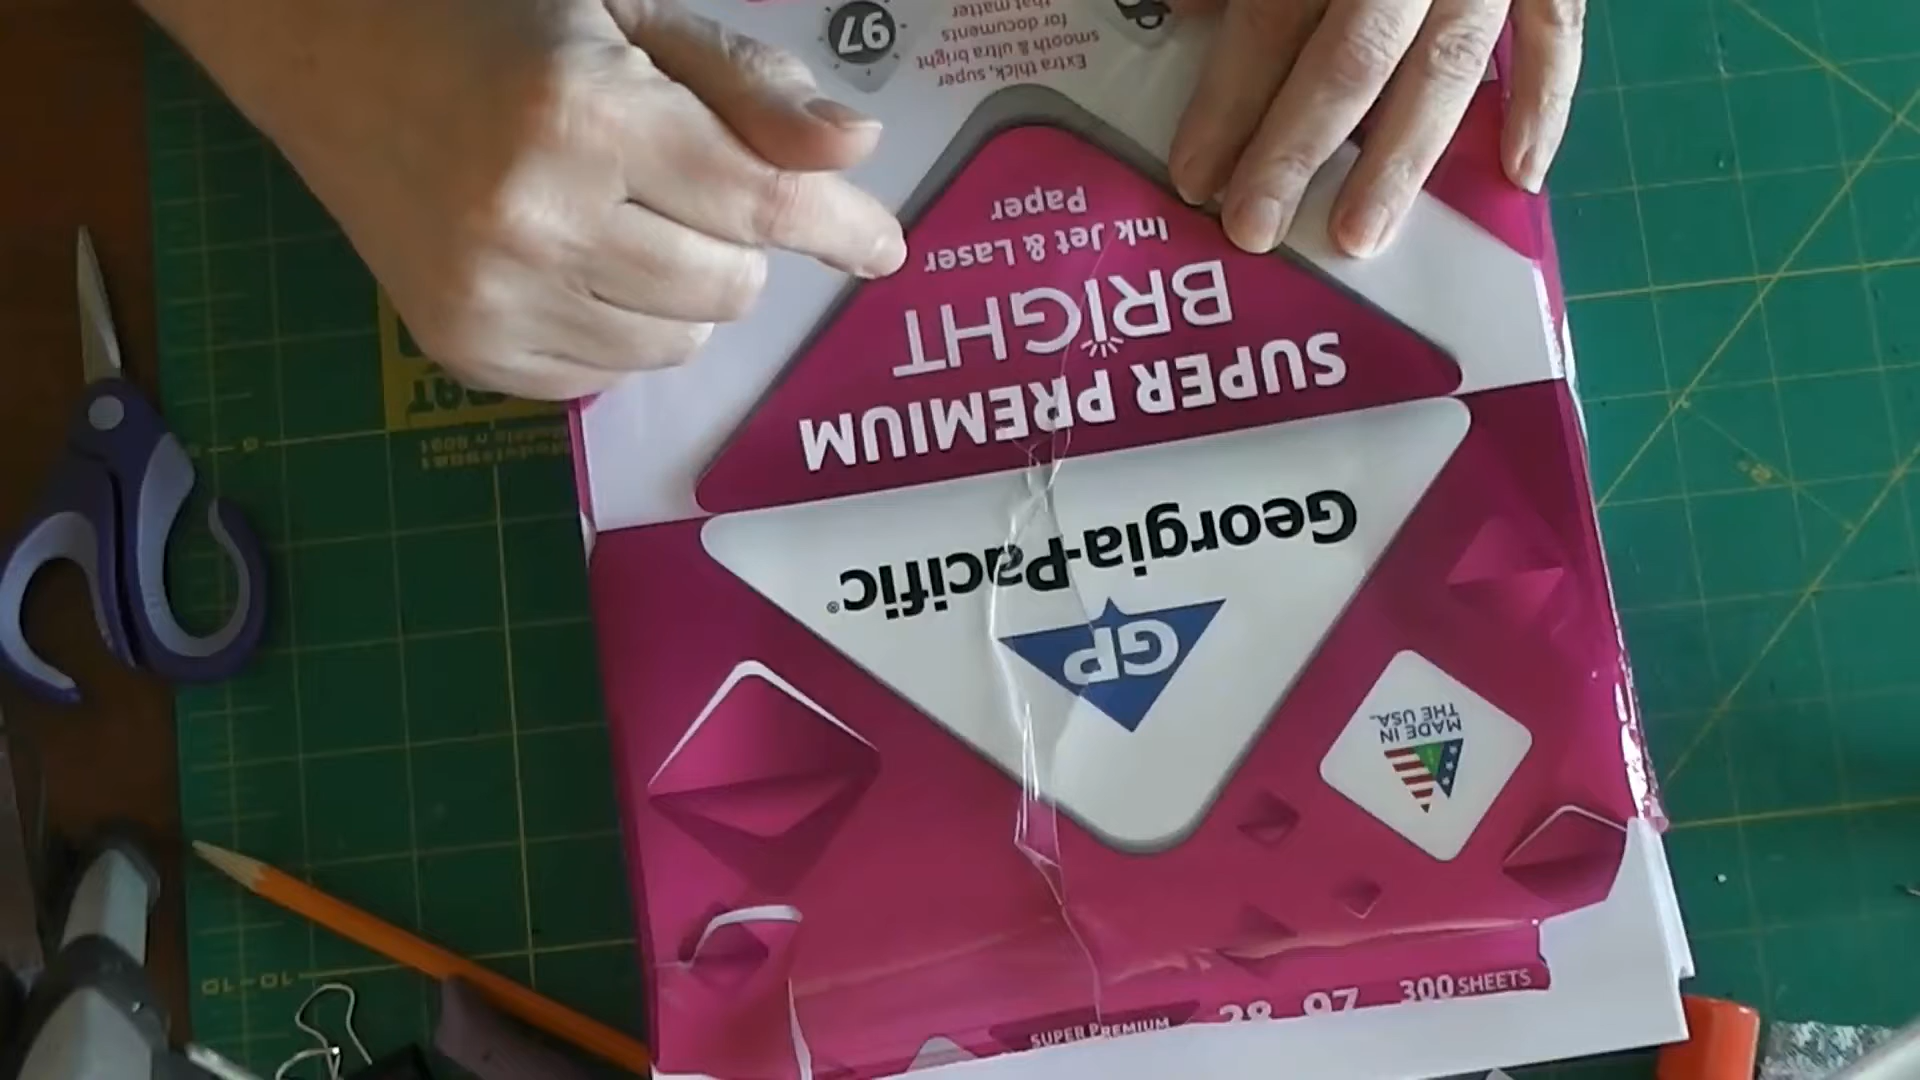 Extra thick, super
smooth & ultra bright
for documents
that matter
97
Ink Jet & Laser
Paper
SUPER PREMIUM
BRIGHT
Georgia-Pacific®
GP
MADE IN
THE USA
SUPER PREMIUM
28 97 300 SHEETS